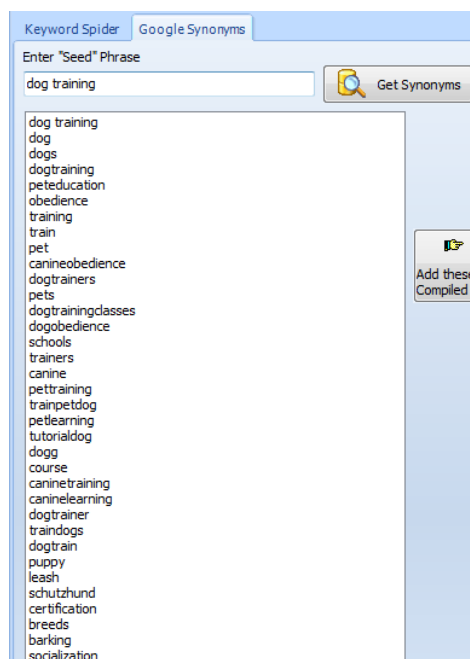 Keyword Spider Google Synonyms
Enter "Seed" Phrase
dog training Get Synonyms
dog training
dog
dogs
dogtraining
peteducation
obedience
training
train
pet
canineobedience
dogtrainers
pets
dogtrainingclasses
dogobedience
schools
trainers
canine
pettraining
trainpetdog
petlearning
tutorialdog
dogg
course
caninetraining
caninelearning
dogtrainer
traindogs
dogtrain
puppy
leash
schutzhund
certification
breeds
barking
socialization
Add these
Compiled